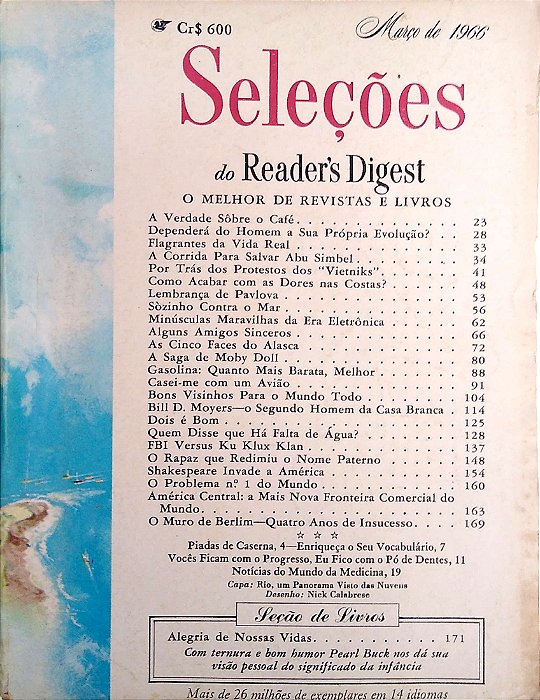 Cr$ 600
Março de 1966
Seleções
do Reader's Digest
O MELHOR DE REVISTAS E LIVROS
A Verdade Sôbre o Café. . . . . . . . . . . . . . . 23
Dependerá do Homem a Sua Própria Evolução? . . 28
Flagrantes da Vida Real . . . . . . . . . . . . . . 33
A Corrida Para Salvar Abu Simbel . . . . . . . . . 34
Por Trás dos Protestos dos "Vietniks". . . . . . . 41
Como Acabar com as Dores nas Costas? . . . . . . 48
Lembrança de Pavlova . . . . . . . . . . . . . . . 53
Sòzinho Contra o Mar . . . . . . . . . . . . . . . 56
Minúsculas Maravilhas da Era Eletrônica . . . . . . 62
Alguns Amigos Sinceros . . . . . . . . . . . . . . 66
As Cinco Faces do Alasca . . . . . . . . . . . . . 72
A Saga de Moby Doll . . . . . . . . . . . . . . . . 80
Gasolina: Quanto Mais Barata, Melhor . . . . . . . 88
Casei-me com um Avião . . . . . . . . . . . . . . 91
Bons Visinhos Para o Mundo Todo . . . . . . . . 104
Bill D. Moyers—o Segundo Homem da Casa Branca . 114
Dois é Bom . . . . . . . . . . . . . . . . . . . 125
Quem Disse que Há Falta de Água? . . . . . . . . 128
FBI Versus Ku Klux Klan . . . . . . . . . . . . . 137
O Rapaz que Redimiu o Nome Paterno . . . . . . 148
Shakespeare Invade a América . . . . . . . . . . 154
O Problema n.º 1 do Mundo . . . . . . . . . . . . 160
América Central: a Mais Nova Fronteira Comercial do
Mundo. . . . . . . . . . . . . . . . . . . . . 163
O Muro de Berlim—Quatro Anos de Insucesso. . . . 169
☆ ☆ ☆
Piadas de Caserna, 4—Enriqueça o Seu Vocabulário, 7
Vocês Ficam com o Progresso, Eu Fico com o Pó de Dentes, 11
Notícias do Mundo da Medicina, 19
Capa: Rio, um Panorama Visto das Nuvens
Desenho: Nick Calabrese
Seção de Livros
Alegria de Nossas Vidas. . . . . . . . . . . . 171
Com ternura e bom humor Pearl Buck nos dá sua
visão pessoal do significado da infância
Mais de 26 milhões de exemplares em 14 idiomas